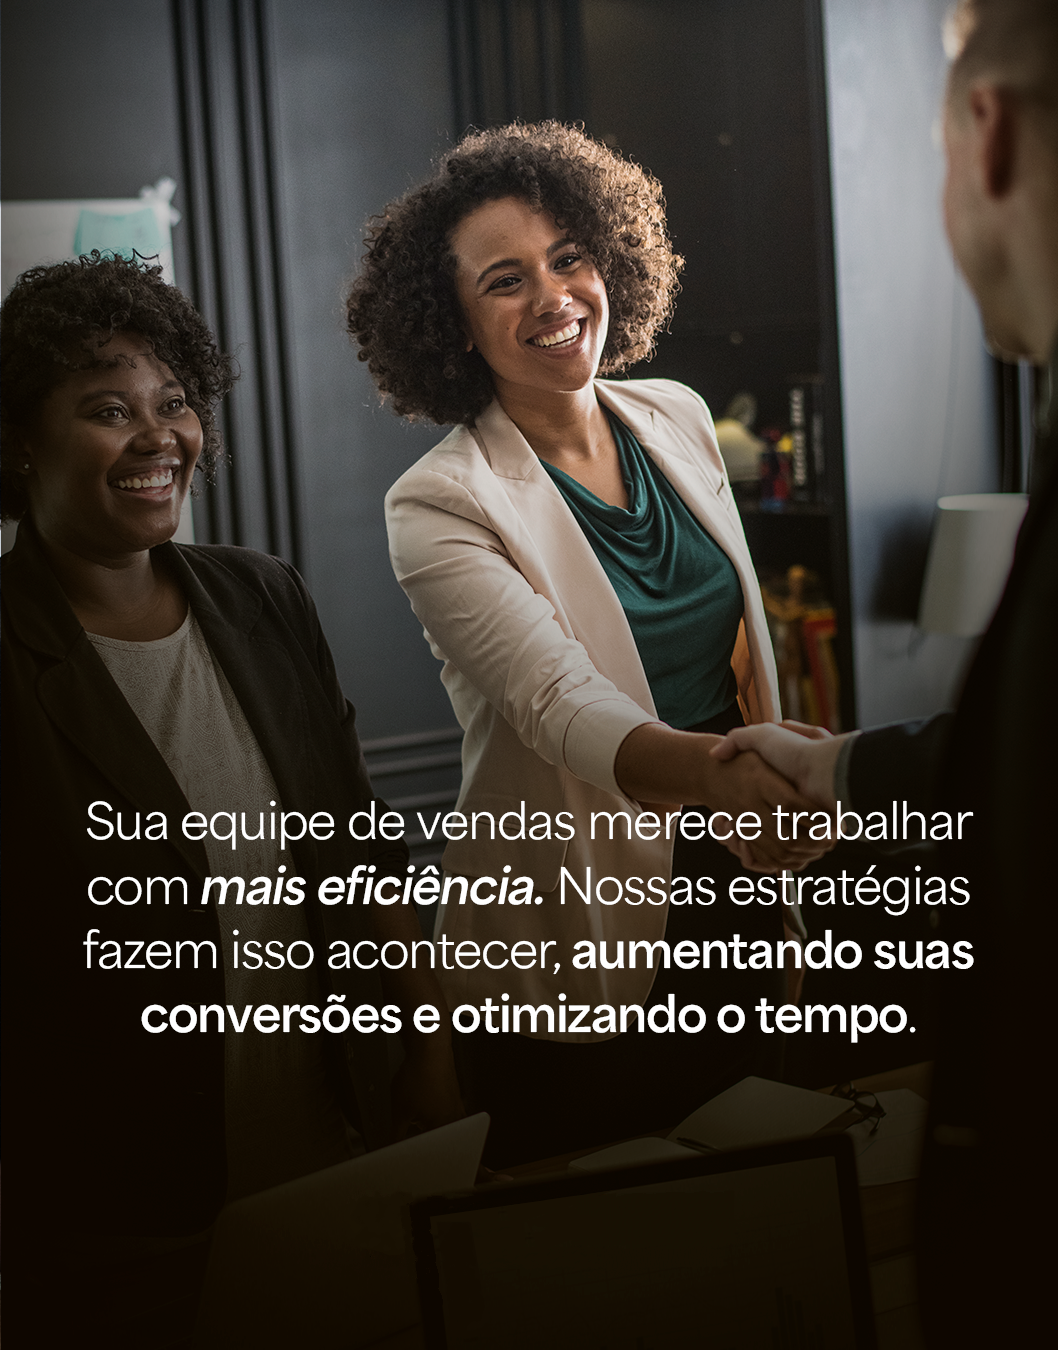 Sua equipe de vendas merece trabalhar
com mais eficiência. Nossas estratégias
fazem isso acontecer, aumentando suas
conversões e otimizando o tempo.